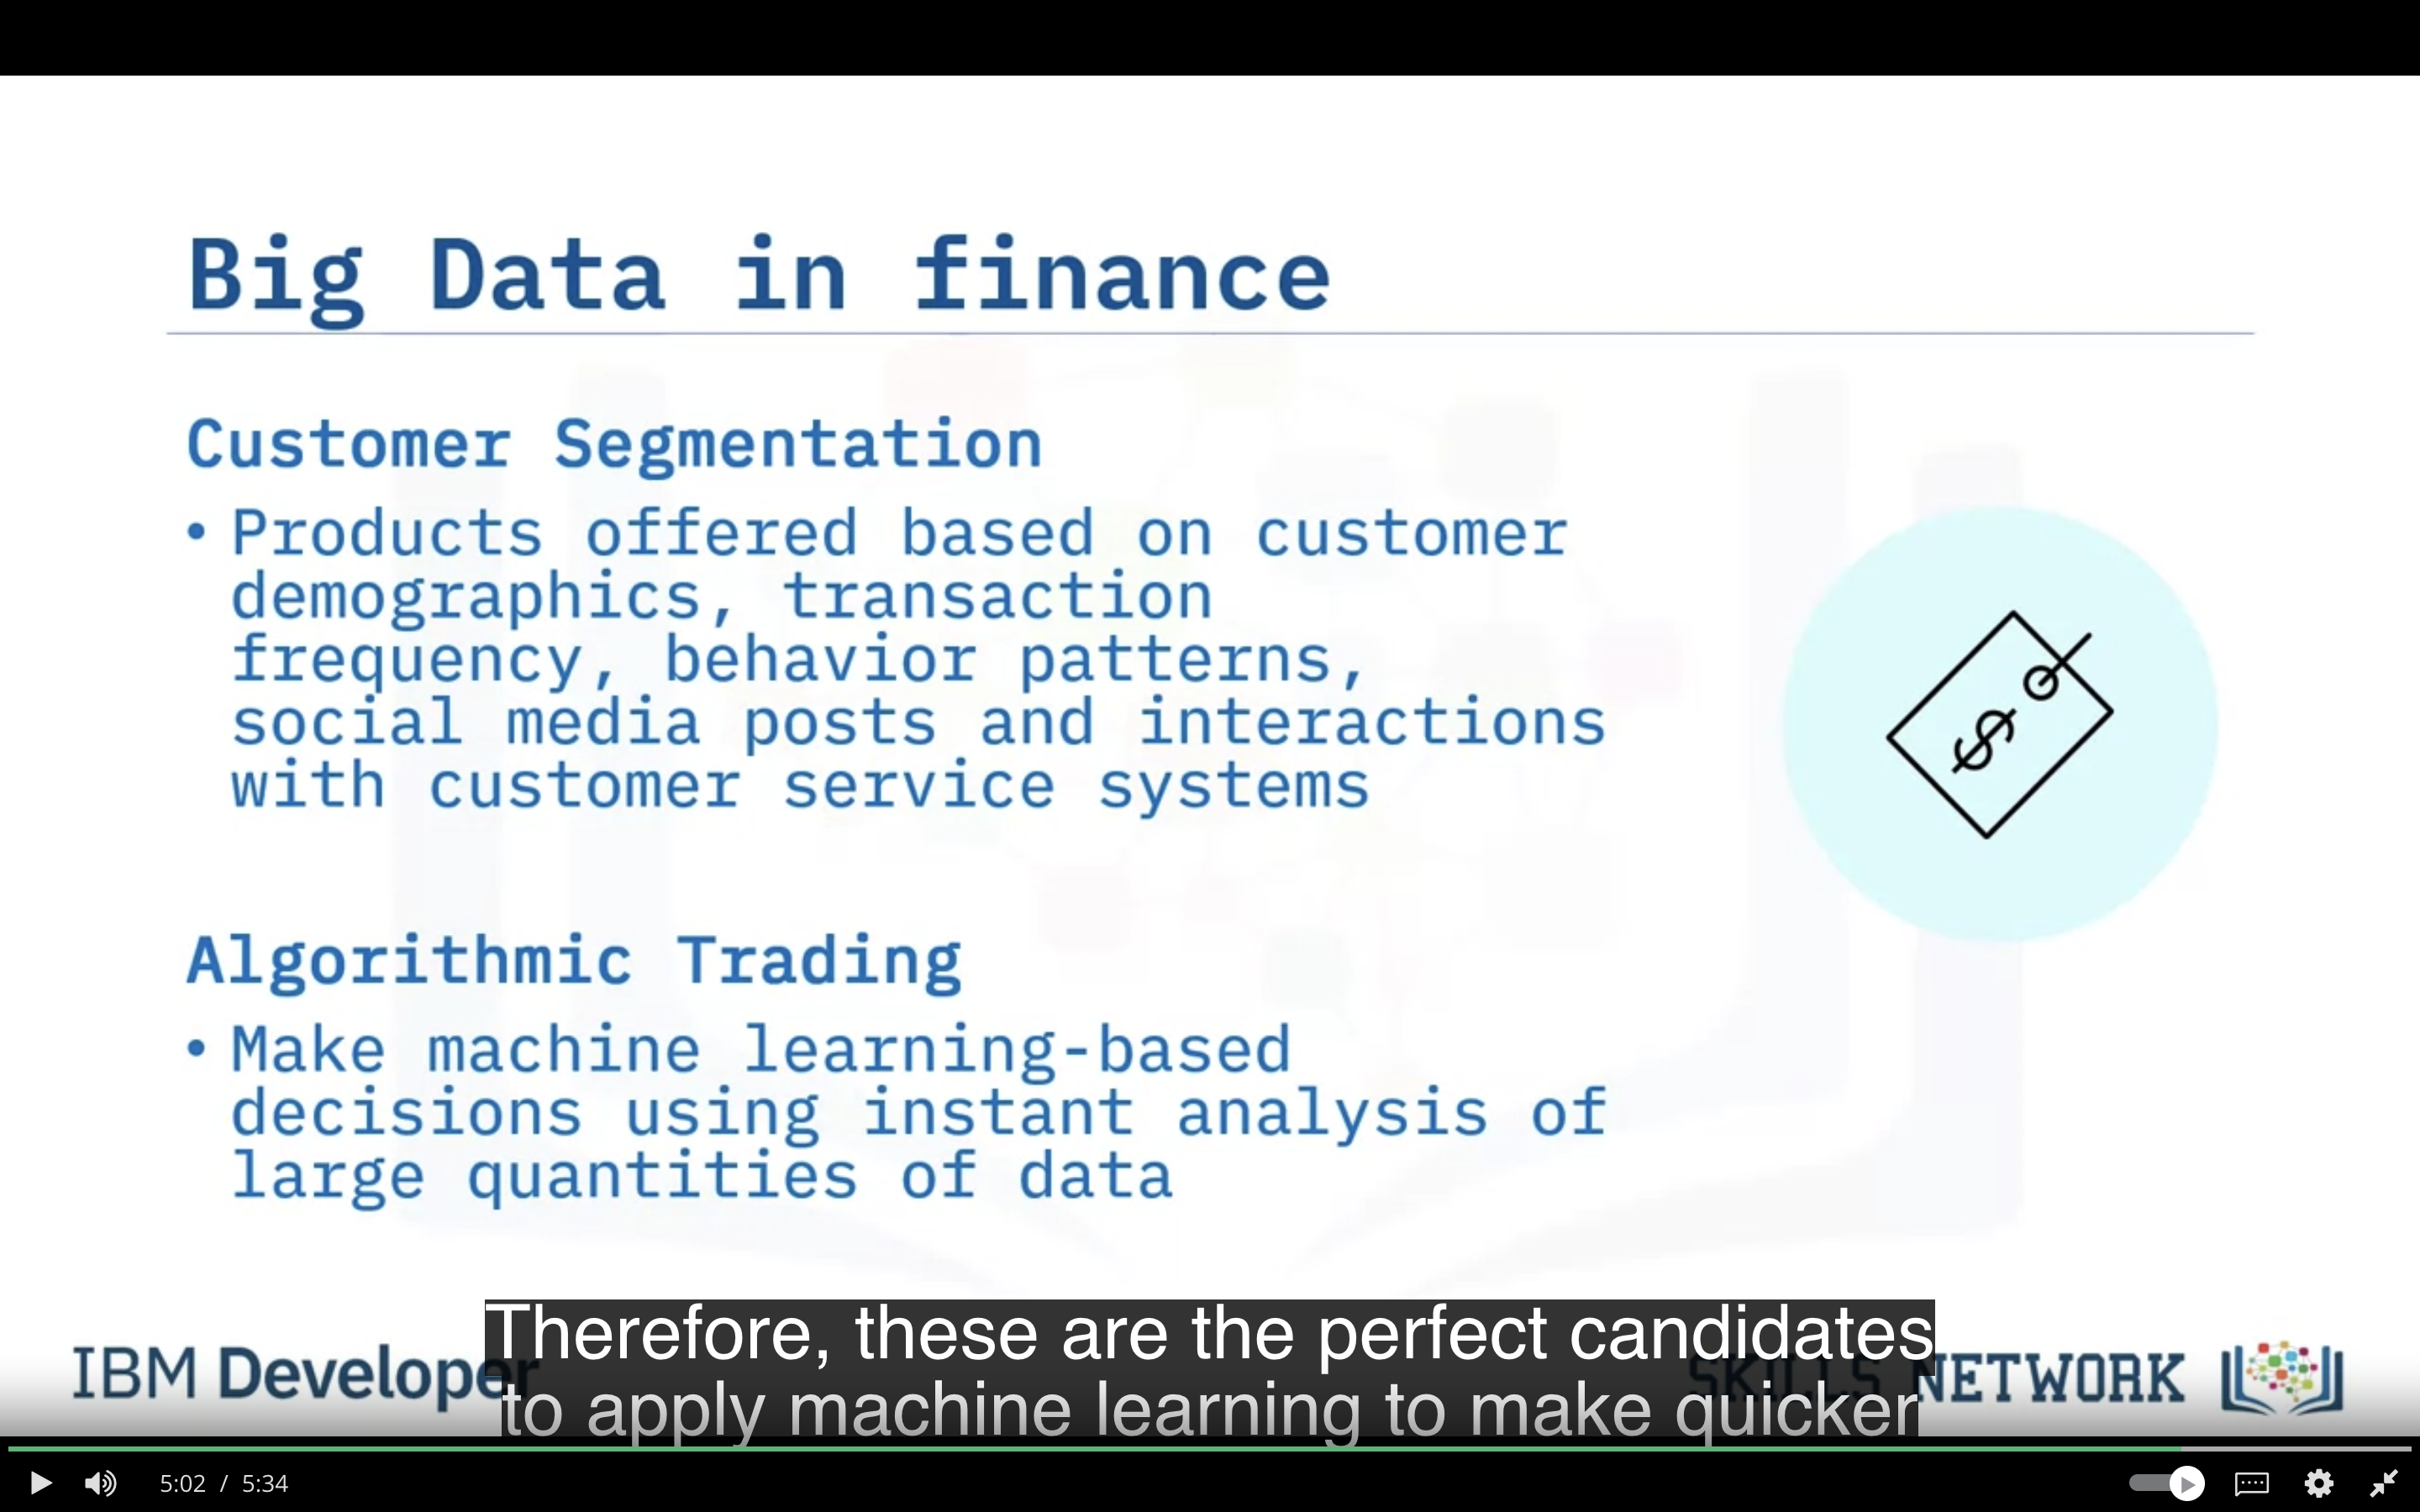 Big Data in finance
Customer Segmentation
• Products offered based on customer
demographics, transaction
frequency, behavior patterns,
social media posts and interactions
with customer service systems
$
Algorithmic Trading
• Make machine learning-based
decisions using instant analysis of
large quantities of data
Therefore, these are the perfect candidates
to apply machine learning to make quicker
IBM Developer
SKILLS NETWORK
5:02 / 5:34